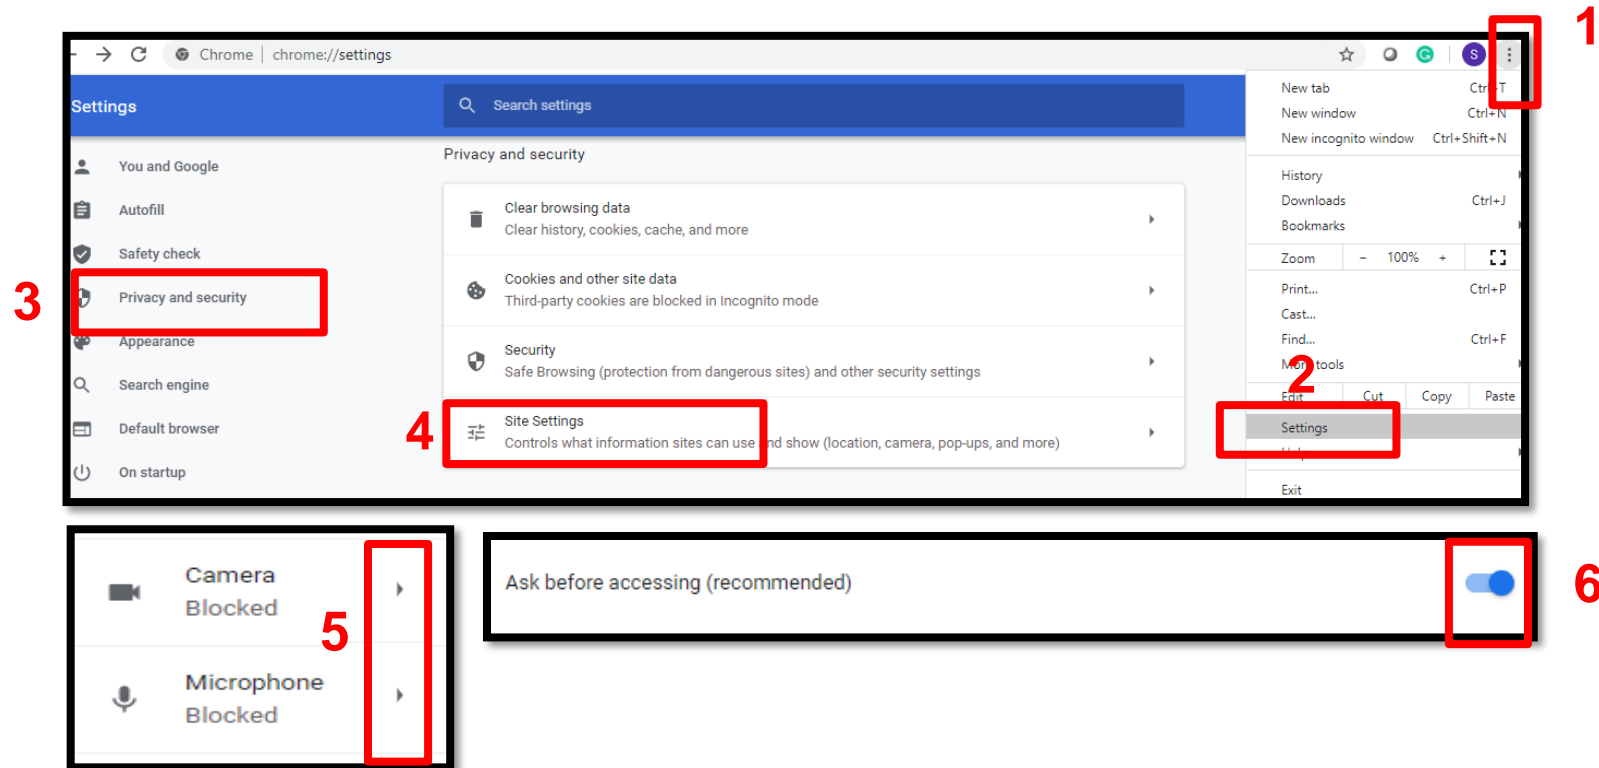 1
Chrome | chrome://settings
S
Settings
Search settings
New tab Ctrl+T
New window Ctrl+N
New incognito window Ctrl+Shift+N
History
Downloads Ctrl+J
Bookmarks
Zoom - 100% +
Print... Ctrl+P
Cast...
Find... Ctrl+F
More tools
2
Edit Cut Copy Paste
Settings
Help
Exit
You and Google
Autofill
Safety check
3
Privacy and security
Appearance
Search engine
Default browser
On startup
Privacy and security
Clear browsing data
Clear history, cookies, cache, and more
Cookies and other site data
Third-party cookies are blocked in Incognito mode
Security
Safe Browsing (protection from dangerous sites) and other security settings
4
Site Settings
Controls what information sites can use and show (location, camera, pop-ups, and more)
Camera
Blocked
5
Microphone
Blocked
Ask before accessing (recommended)
6